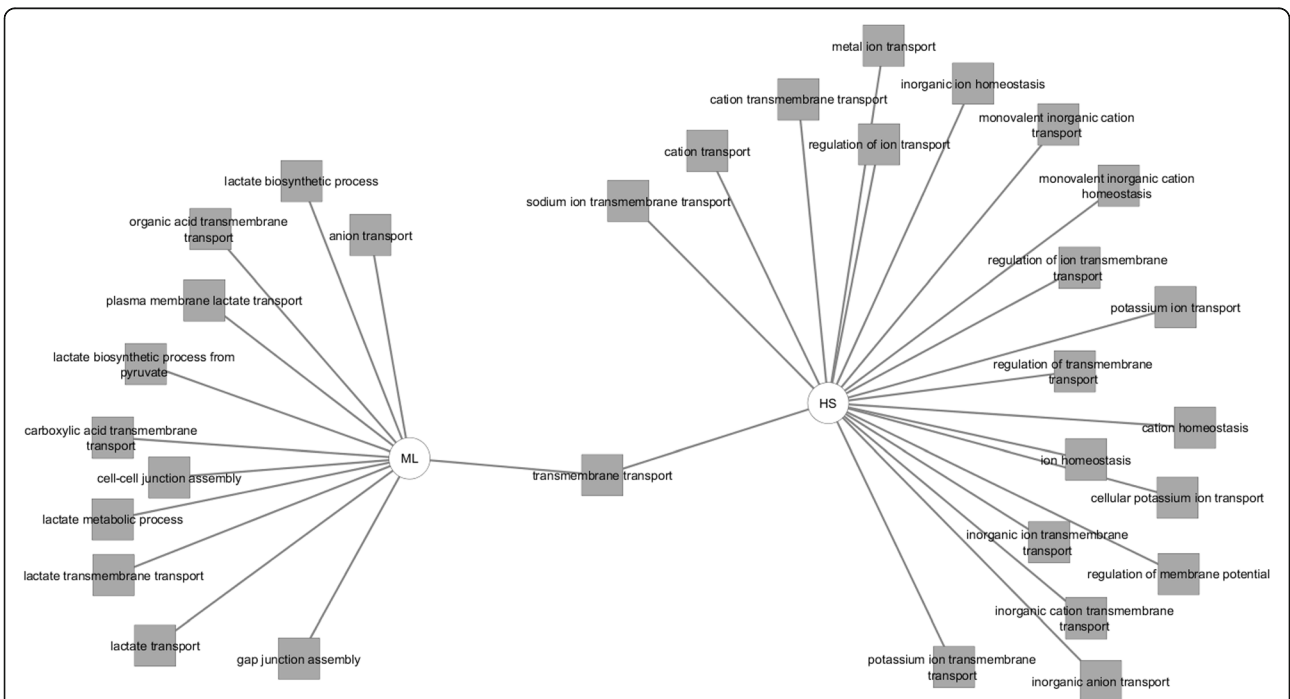 metal ion transport
inorganic ion homeostasis
cation transmembrane transport
monovalent inorganic cation
transport
regulation of ion transport
cation transport
lactate biosynthetic process
monovalent inorganic cation
homeostasis
sodium ion transmembrane transport
organic acid transmembrane
transport
anion transport
regulation of ion transmembrane
transport
plasma membrane lactate transport
potassium ion transport
lactate biosynthetic process from
pyruvate
regulation of transmembrane
transport
HS
cation homeostasis
carboxylic acid transmembrane
transport
ML
ion homeostasis
cell-cell junction assembly
transmembrane transport
cellular potassium ion transport
lactate metabolic process
inorganic ion transmembrane
transport
lactate transmembrane transport
regulation of membrane potential
inorganic cation transmembrane
transport
lactate transport
gap junction assembly
potassium ion transmembrane
transport
inorganic anion transport